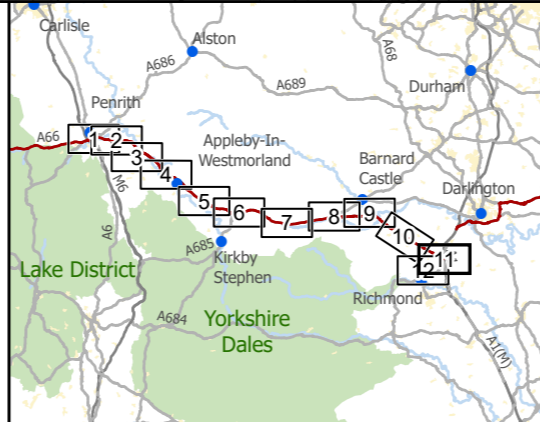 Carlisle
Alston
A686
A68
A689
Durham
Penrith
A66
1
2
3
4
5
6
7
8
9
10
11
12
Appleby-In-
Westmorland
Barnard
Castle
Darlington
M6
A6
Lake District
A685
Kirkby
Stephen
Richmond
A684
Yorkshire
Dales
A1(M)